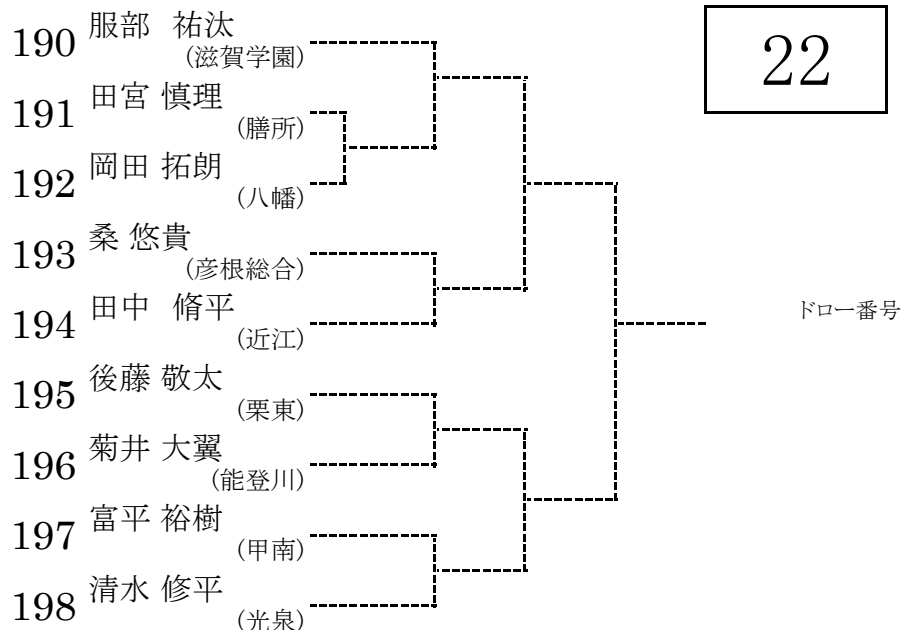 22
190 服部 祐汰
(滋賀学園)
191 田宮 慎理
(膳所)
192 岡田 拓朗
(八幡)
193 桑 悠貴
(彦根総合)
194 田中 脩平
(近江)
ドロー番号
195 後藤 敬太
(栗東)
196 菊井 大翼
(能登川)
197 富平 裕樹
(甲南)
198 清水 修平
(光泉)